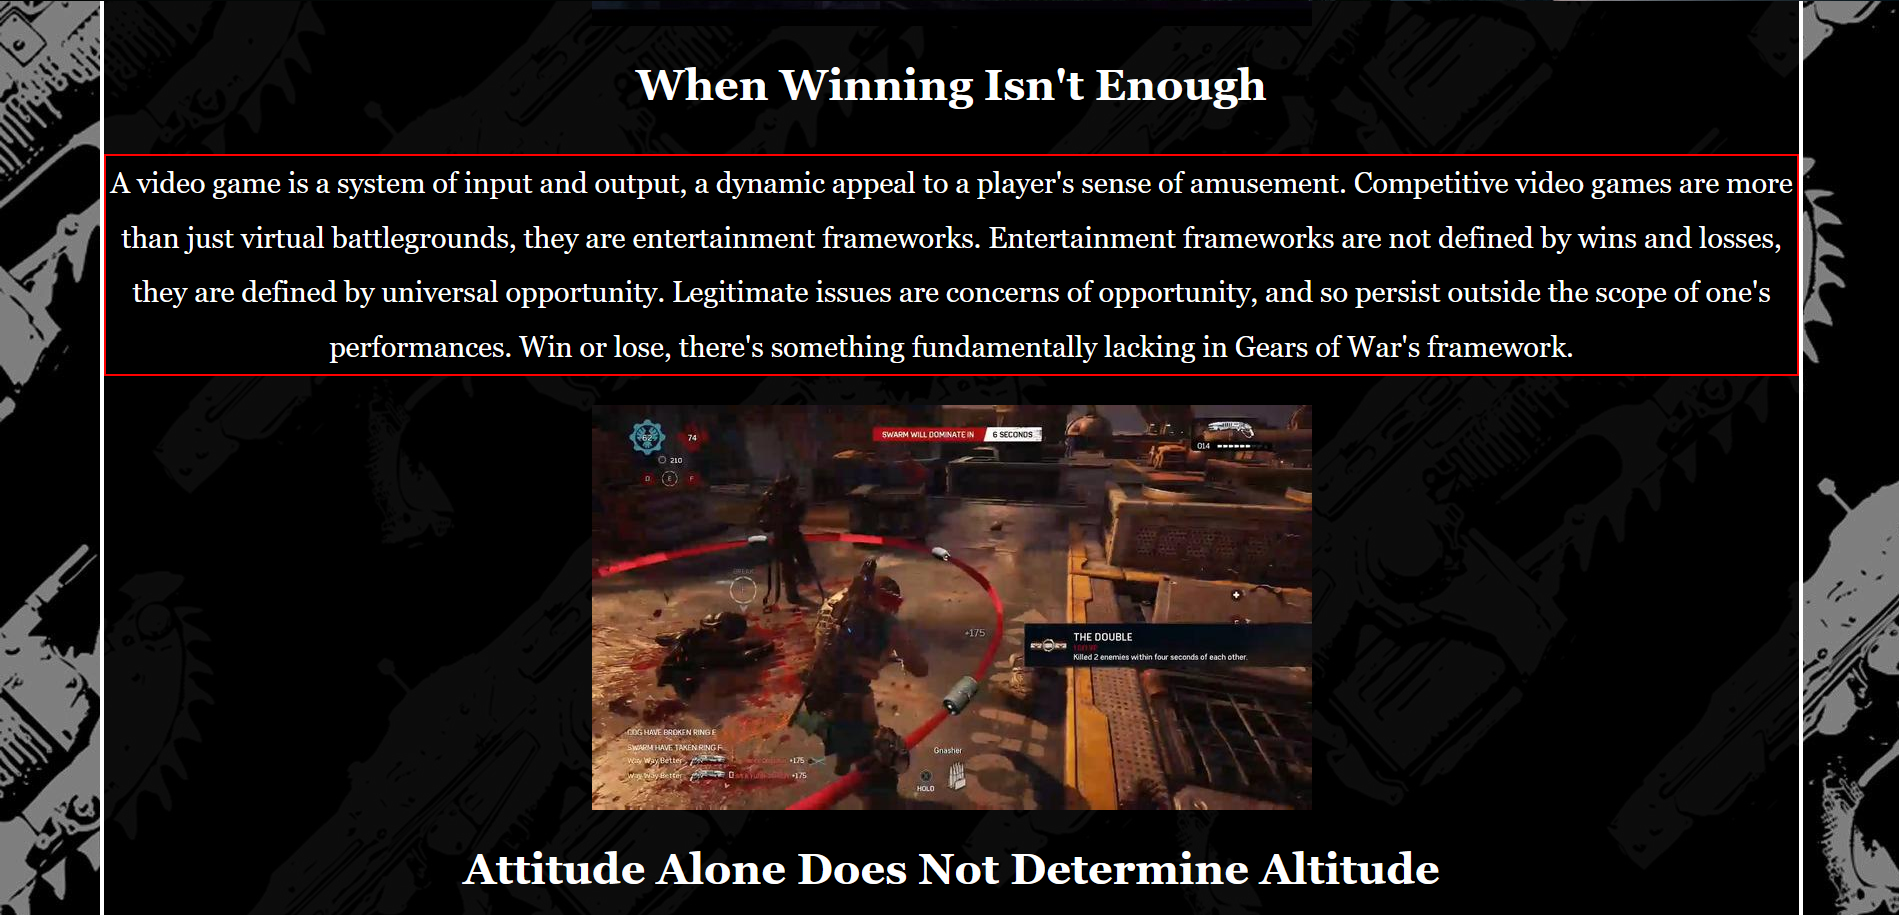 When Winning Isn't Enough
A video game is a system of input and output, a dynamic appeal to a player's sense of amusement. Competitive video games are more
than just virtual battlegrounds, they are entertainment frameworks. Entertainment frameworks are not defined by wins and losses,
they are defined by universal opportunity. Legitimate issues are concerns of opportunity, and so persist outside the scope of one's
performances. Win or lose, there's something fundamentally lacking in Gears of War's framework.
62 74
SWARM WILL DOMINATE IN 6 SECONDS
014
210
D E F
+175
THE DOUBLE
Killed 2 enemies within four seconds of each other.
COG HAVE BROKEN RING E
SWARM HAVE TAKEN RING F
Way Way Better +175
Way Way Better +175
Gnasher
HOLD
Attitude Alone Does Not Determine Altitude